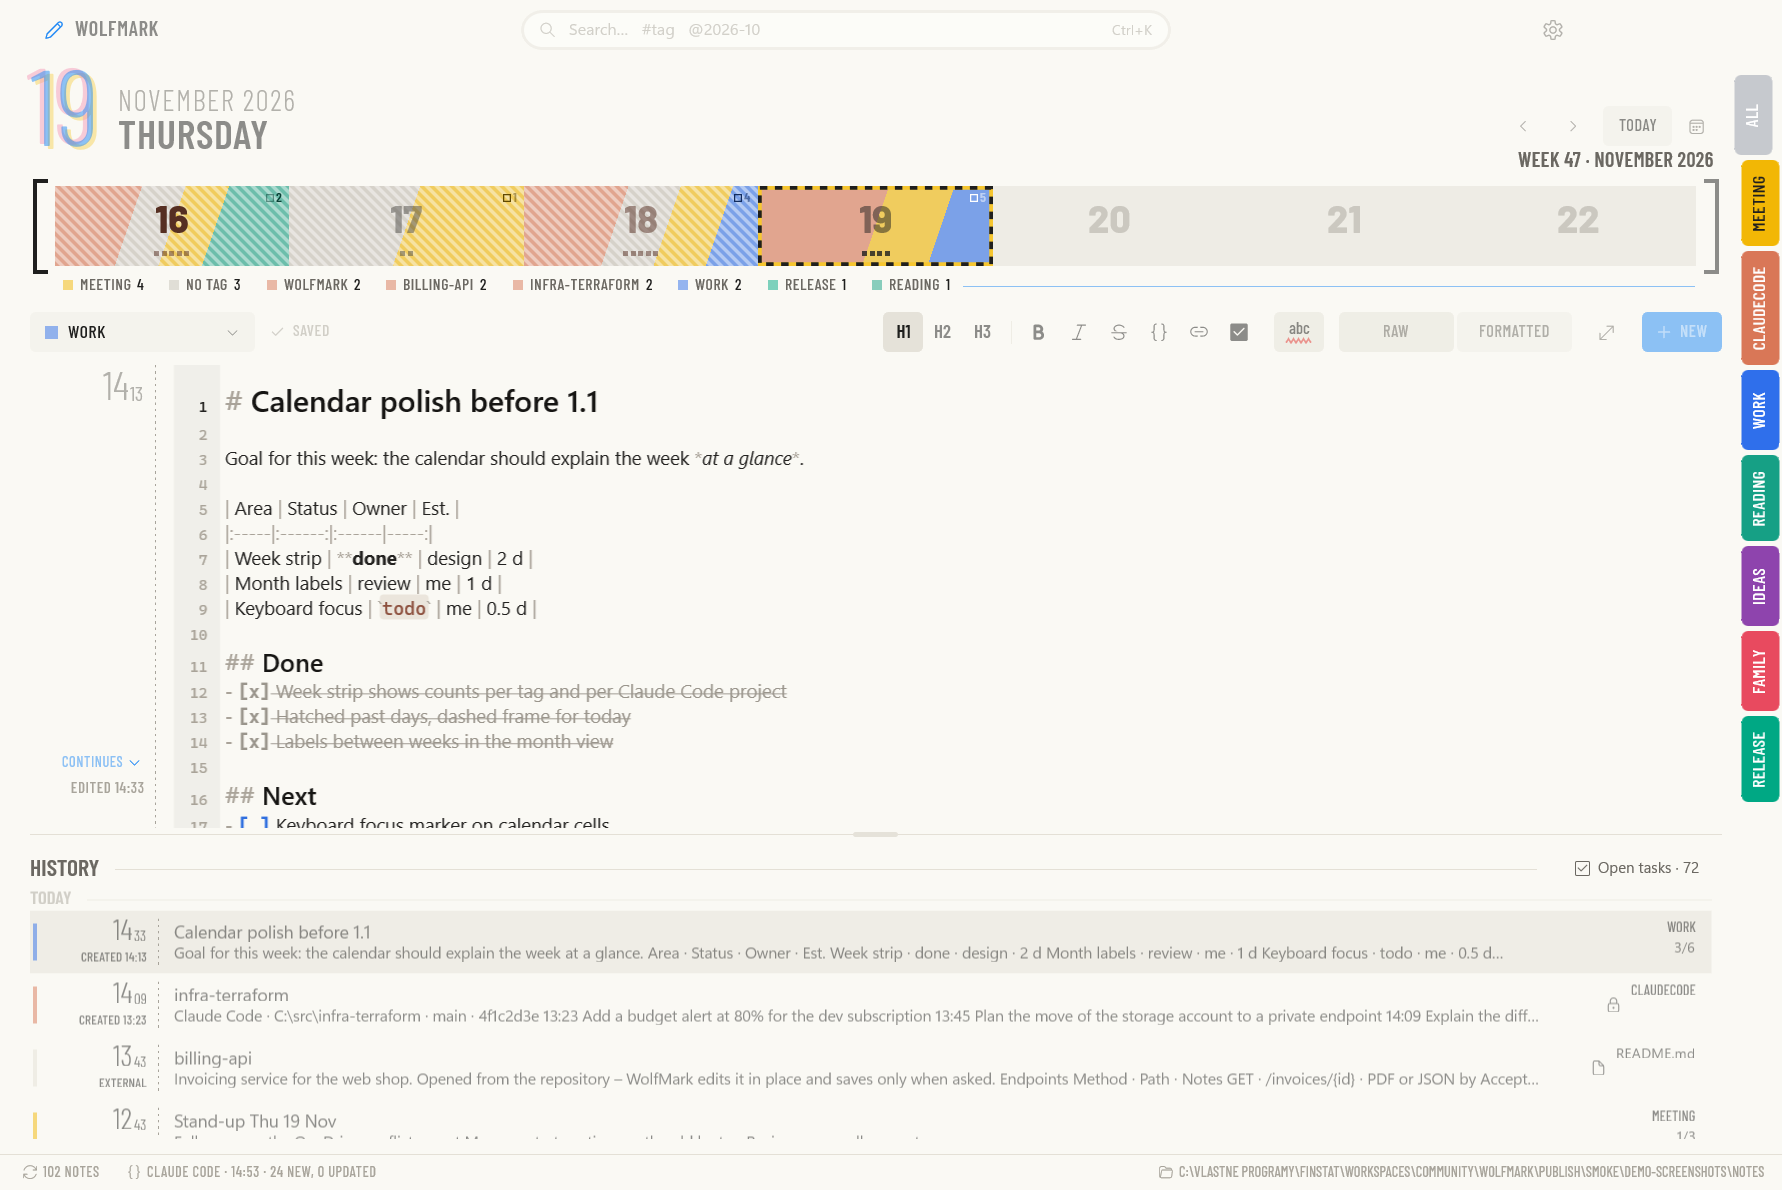 WOLFMARK
Search... #tag @2026-10 Ctrl+K
19 NOVEMBER 2026
THURSDAY
TODAY
WEEK 47 · NOVEMBER 2026
16 2 17 1 18 4 19 5 20 21 22
MEETING 4 NO TAG 3 WOLFMARK 2 BILLING-API 2 INFRA-TERRAFORM 2 WORK 2 RELEASE 1 READING 1
WORK SAVED H1 H2 H3 B I S {} abc RAW FORMATTED + NEW
14 13
1 # Calendar polish before 1.1
2
3 Goal for this week: the calendar should explain the week *at a glance*.
4
5 | Area | Status | Owner | Est. |
6 |:-----|:------:|:------|-----:|
7 | Week strip | **done** | design | 2 d |
8 | Month labels | review | me | 1 d |
9 | Keyboard focus | `todo` | me | 0.5 d |
10
11 ## Done
12 - [x] Week strip shows counts per tag and per Claude Code project
13 - [x] Hatched past days, dashed frame for today
14 - [x] Labels between weeks in the month view
15
16 ## Next
17 - [ ] Keyboard focus marker on calendar cells
CONTINUES
EDITED 14:33
HISTORY Open tasks · 72
TODAY
14 33 Calendar polish before 1.1 WORK
CREATED 14:13 Goal for this week: the calendar should explain the week at a glance. Area · Status · Owner · Est. Week strip · done · design · 2 d Month labels · review · me · 1 d Keyboard focus · todo · me · 0.5 d... 3/6
14 09 infra-terraform CLAUDECODE
CREATED 13:23 Claude Code · C:\src\infra-terraform · main · 4f1c2d3e 13:23 Add a budget alert at 80% for the dev subscription 13:45 Plan the move of the storage account to a private endpoint 14:09 Explain the diff...
13 43 billing-api README.md
EXTERNAL Invoicing service for the web shop. Opened from the repository – WolfMark edits it in place and saves only when asked. Endpoints Method · Path · Notes GET · /invoices/{id} · PDF or JSON by Accept...
12 43 Stand-up Thu 19 Nov MEETING
1/3
102 NOTES {} CLAUDE CODE · 14:53 · 24 NEW, 0 UPDATED C:\VLASTNE PROGRAMY\FINSTAT\WORKSPACES\COMMUNITY\WOLFMARK\PUBLISH\SMOKE\DEMO-SCREENSHOTS\NOTES
ALL
MEETING
CLAUDECODE
WORK
READING
IDEAS
FAMILY
RELEASE